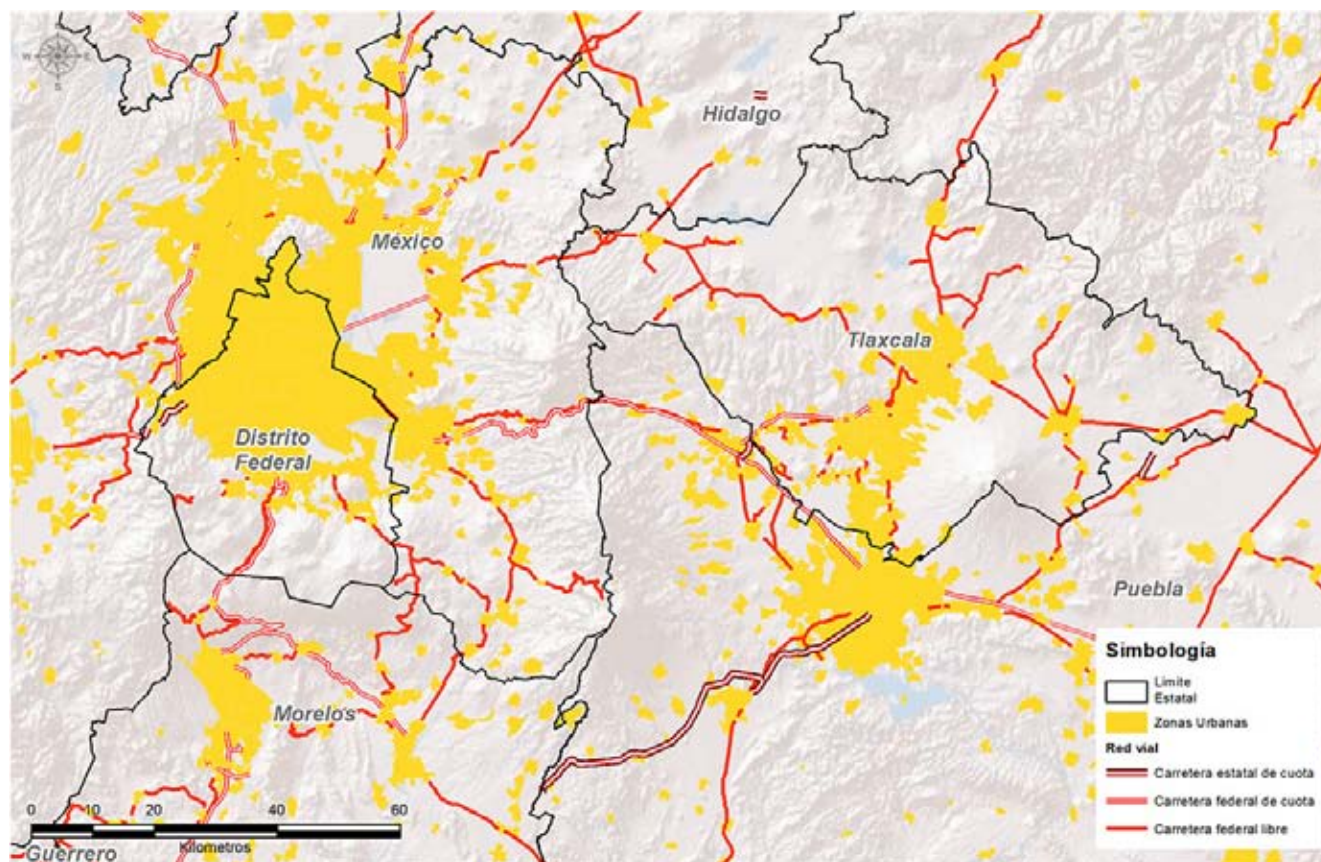 N
W
E
S
Hidalgo
México
Tlaxcala
Distrito
Federal
Puebla
Morelos
Guerrero
0 10 20 40 60
Kilometros
Simbología
Límite
Estatal
Zonas Urbanas
Red vial
Carretera estatal de cuota
Carretera federal de cuota
Carretera federal libre